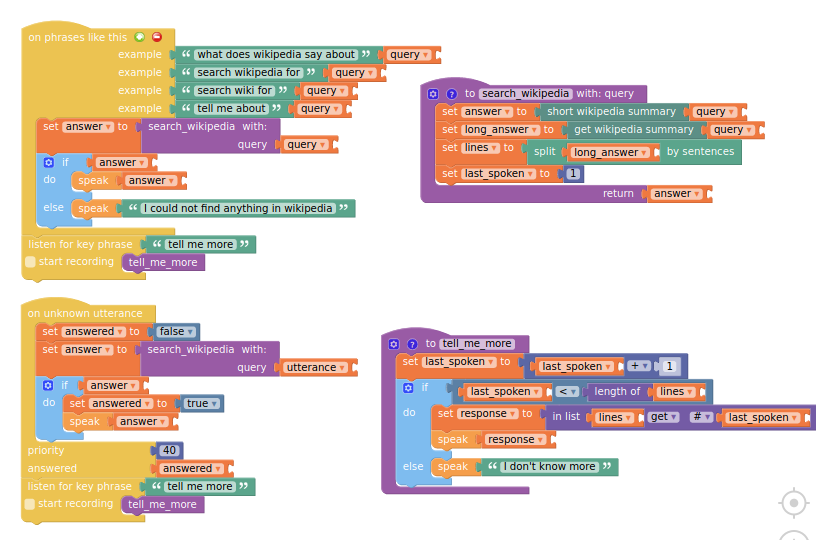 on phrases like this
example “ what does wikipedia say about ” query
example “ search wikipedia for ” query
example “ search wiki for ” query
example “ tell me about ” query
set answer to search_wikipedia with:
query query
if answer
do speak answer
else speak “ I could not find anything in wikipedia ”
listen for key phrase “ tell me more ”
start recording tell_me_more
to search_wikipedia with: query
set answer to short wikipedia summary query
set long_answer to get wikipedia summary query
set lines to split long_answer by sentences
set last_spoken to 1
return answer
on unknown utterance
set answered to false
set answer to search_wikipedia with:
query utterance
if answer
do set answered to true
speak answer
priority 40
answered answered
listen for key phrase “ tell me more ”
start recording tell_me_more
? to tell_me_more
set last_spoken to last_spoken + 1
if last_spoken < length of lines
do set response to in list lines get # last_spoken
speak response
else speak “ I don't know more ”